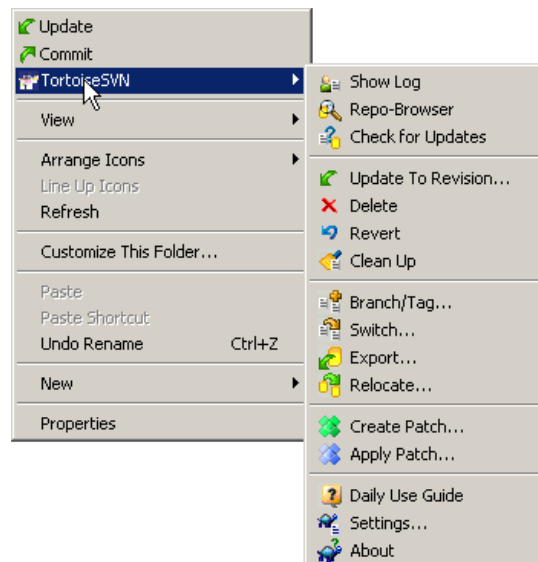 Update
Commit
TortoiseSVN
View
Arrange Icons
Line Up Icons
Refresh
Customize This Folder...
Paste
Paste Shortcut
Undo Rename Ctrl+Z
New
Properties
Show Log
Repo-Browser
Check for Updates
Update To Revision...
Delete
Revert
Clean Up
Branch/Tag...
Switch...
Export...
Relocate...
Create Patch...
Apply Patch...
Daily Use Guide
Settings...
About